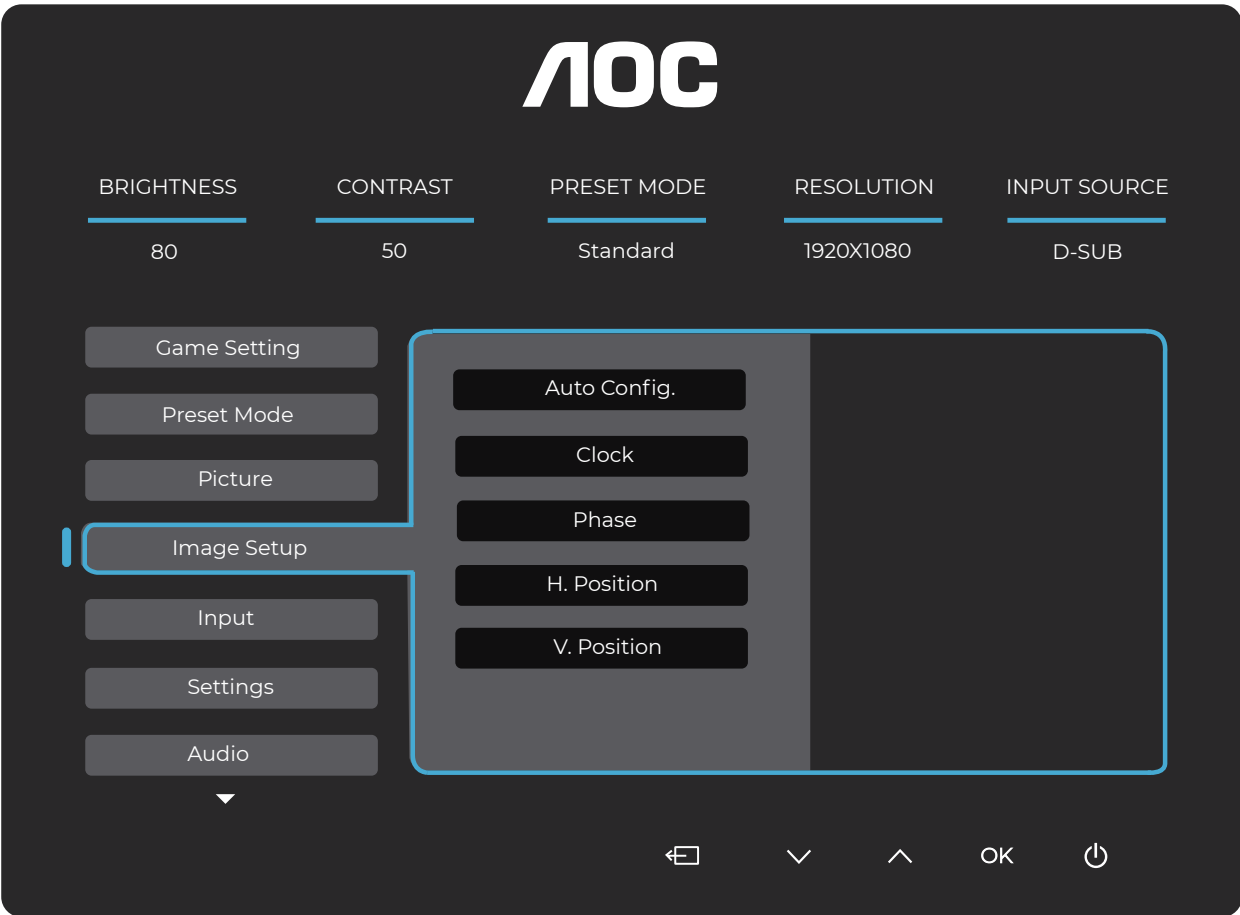 AOC
BRIGHTNESS CONTRAST PRESET MODE RESOLUTION INPUT SOURCE
80 50 Standard 1920X1080 D-SUB
Game Setting
Preset Mode
Picture
Image Setup
Input
Settings
Audio
Auto Config.
Clock
Phase
H. Position
V. Position
OK